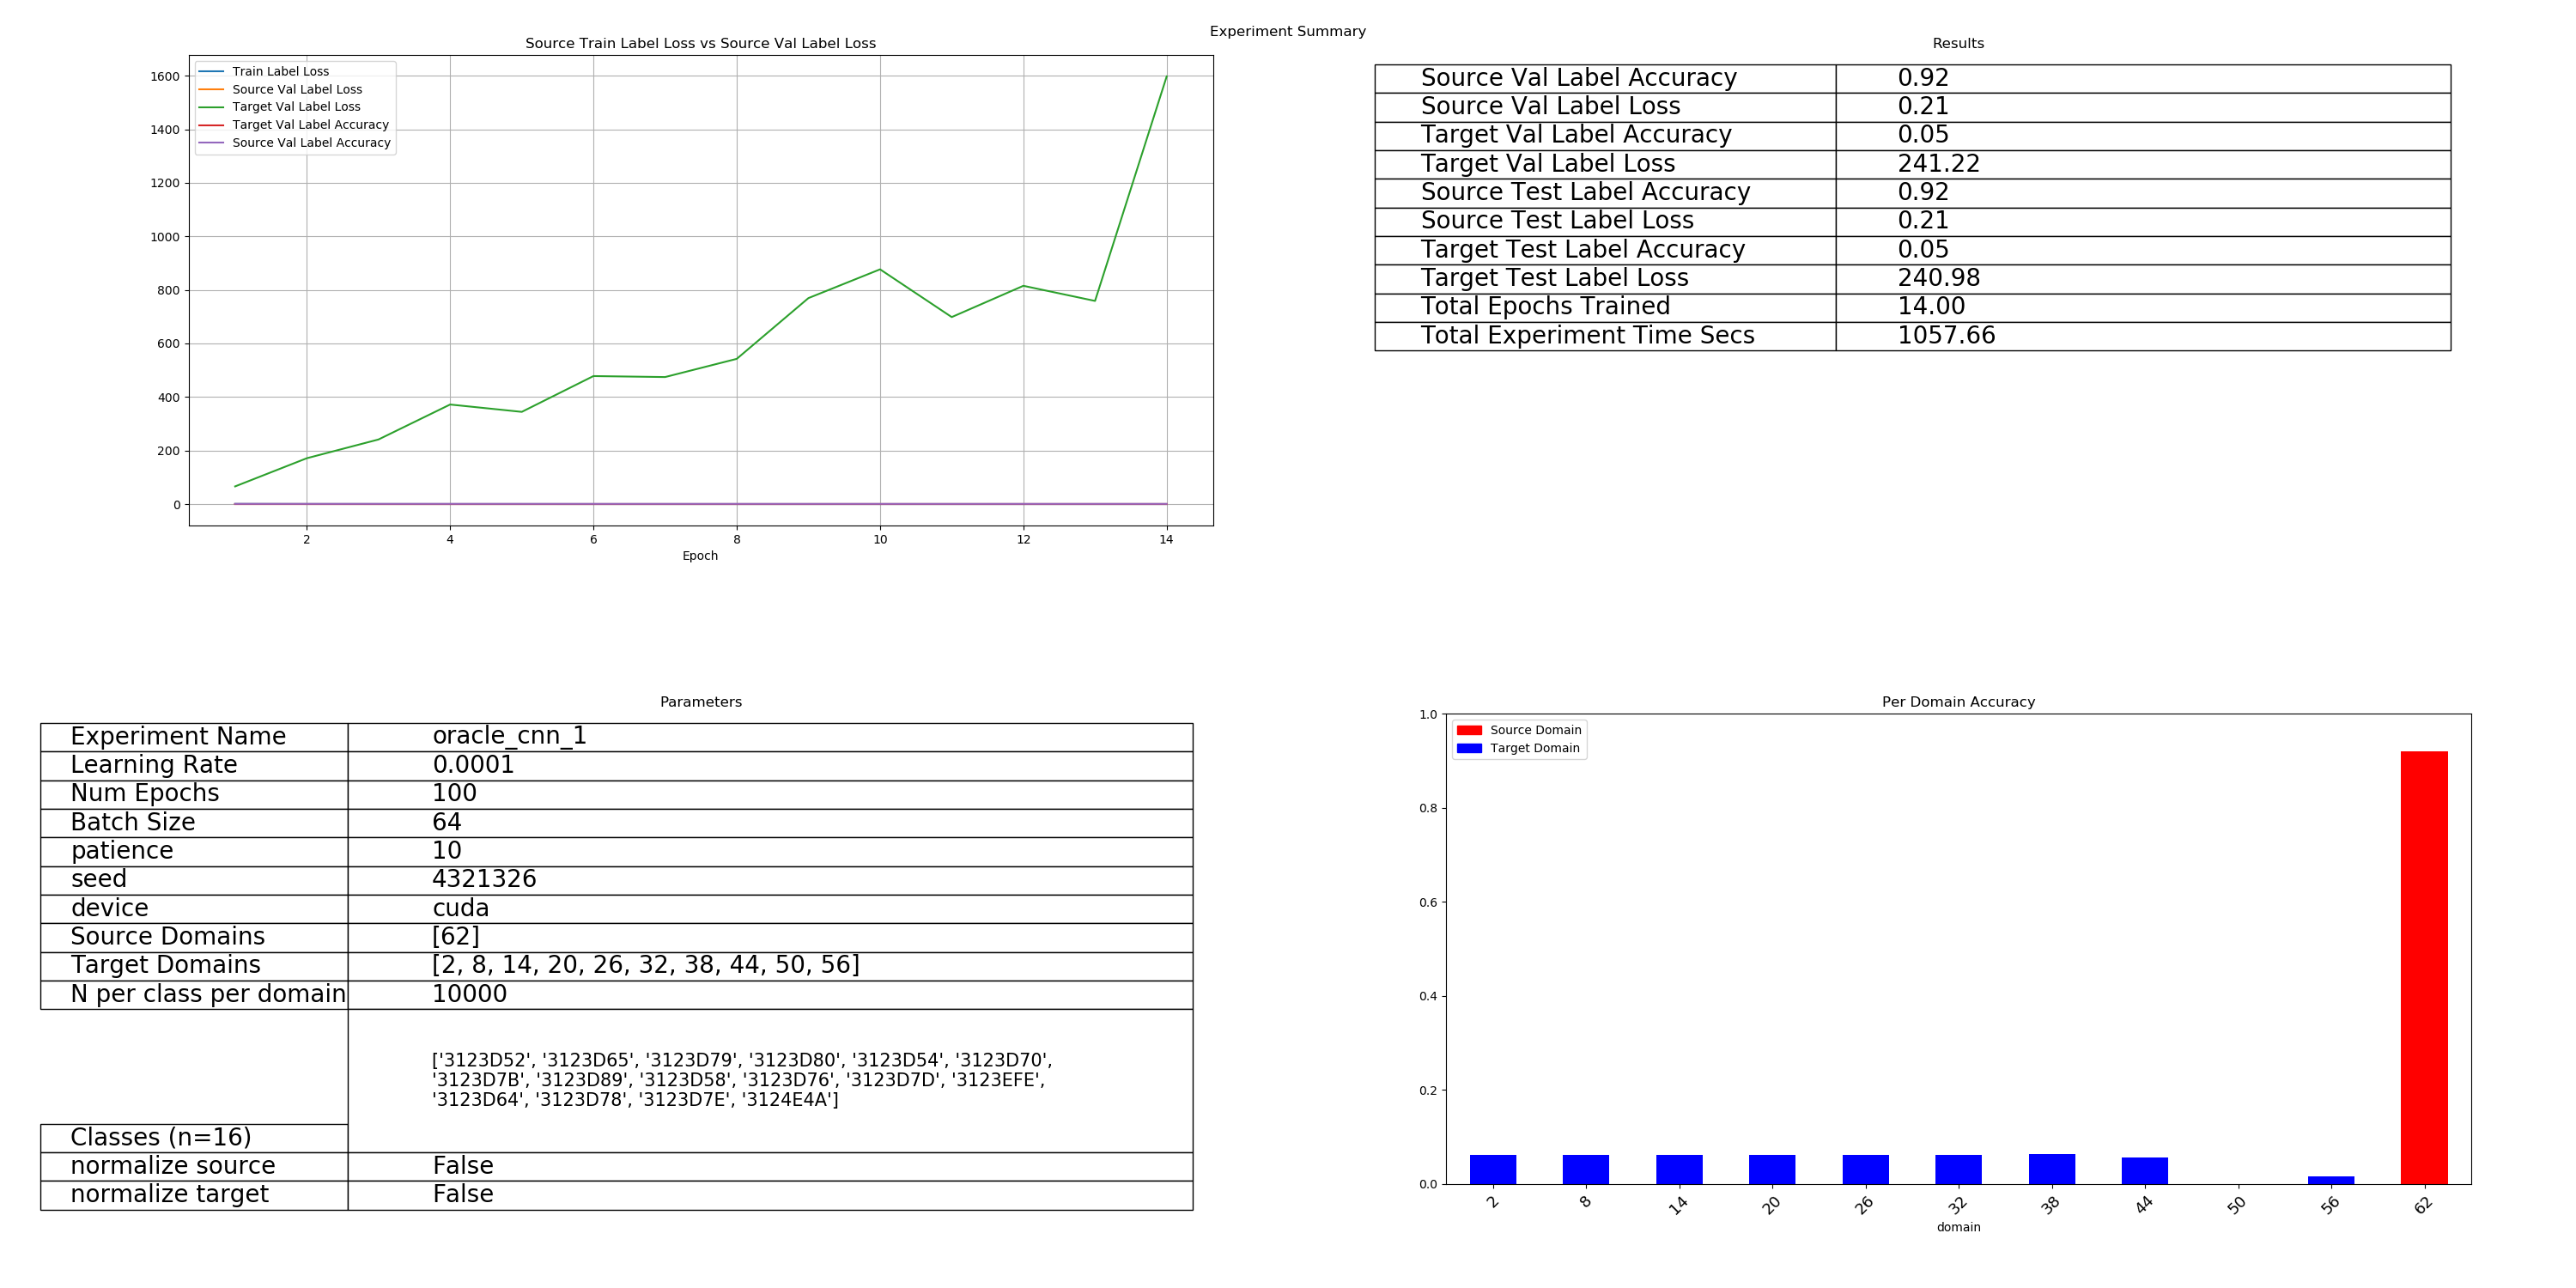 Experiment Summary
Source Train Label Loss vs Source Val Label Loss
Train Label Loss
Source Val Label Loss
Target Val Label Loss
Target Val Label Accuracy
Source Val Label Accuracy
1600
1400
1200
1000
800
600
400
200
0
2 4 6 8 10 12 14
Epoch
Results
Source Val Label Accuracy 0.92
Source Val Label Loss 0.21
Target Val Label Accuracy 0.05
Target Val Label Loss 241.22
Source Test Label Accuracy 0.92
Source Test Label Loss 0.21
Target Test Label Accuracy 0.05
Target Test Label Loss 240.98
Total Epochs Trained 14.00
Total Experiment Time Secs 1057.66
Parameters
Experiment Name oracle_cnn_1
Learning Rate 0.0001
Num Epochs 100
Batch Size 64
patience 10
seed 4321326
device cuda
Source Domains [62]
Target Domains [2, 8, 14, 20, 26, 32, 38, 44, 50, 56]
N per class per domain 10000
['3123D52', '3123D65', '3123D79', '3123D80', '3123D54', '3123D70',
'3123D7B', '3123D89', '3123D58', '3123D76', '3123D7D', '3123EFE',
'3123D64', '3123D78', '3123D7E', '3124E4A']
Classes (n=16)
normalize source False
normalize target False
Per Domain Accuracy
Source Domain
Target Domain
1.0
0.8
0.6
0.4
0.2
0.0
2 8 14 20 26 32 38 44 50 56 62
domain